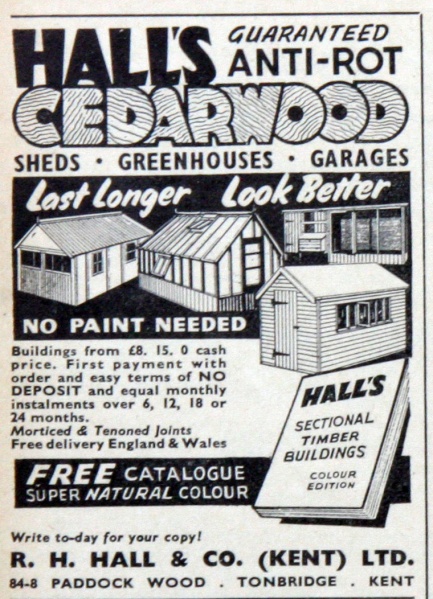 HALL'S GUARANTEED
ANTI-ROT
CEDARWOOD
SHEDS · GREENHOUSES · GARAGES
Last Longer Look Better
NO PAINT NEEDED
Buildings from £8. 15. 0 cash
price. First payment with
order and easy terms of NO
DEPOSIT and equal monthly
instalments over 6, 12, 18 or
24 months.
Morticed & Tenoned Joints
Free delivery England & Wales
HALL'S
SECTIONAL
TIMBER
BUILDINGS
COLOUR
EDITION
FREE CATALOGUE
SUPER NATURAL COLOUR
Write to-day for your copy!
R. H. HALL & CO. (KENT) LTD.
84-8 PADDOCK WOOD . TONBRIDGE . KENT